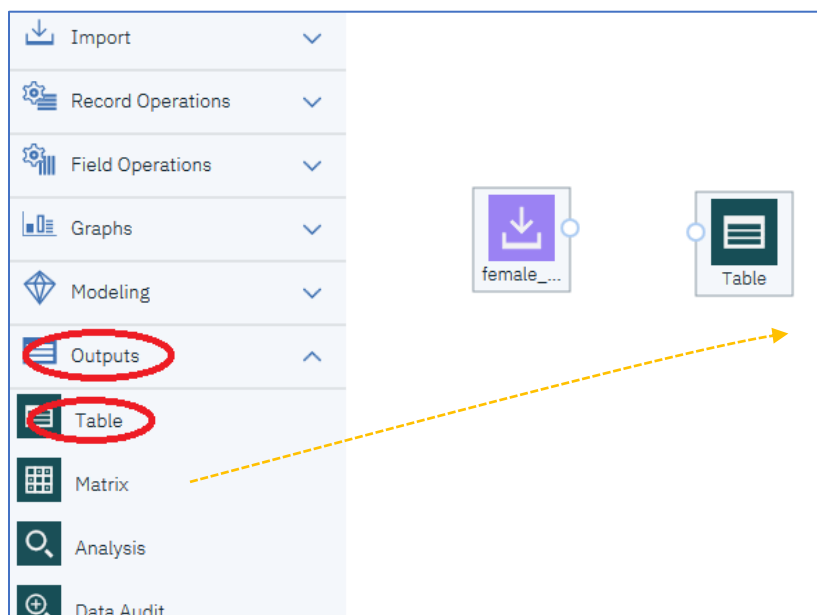 Import
Record Operations
Field Operations
Graphs
Modeling
Outputs
Table
Matrix
Analysis
Data Audit
female_...
Table